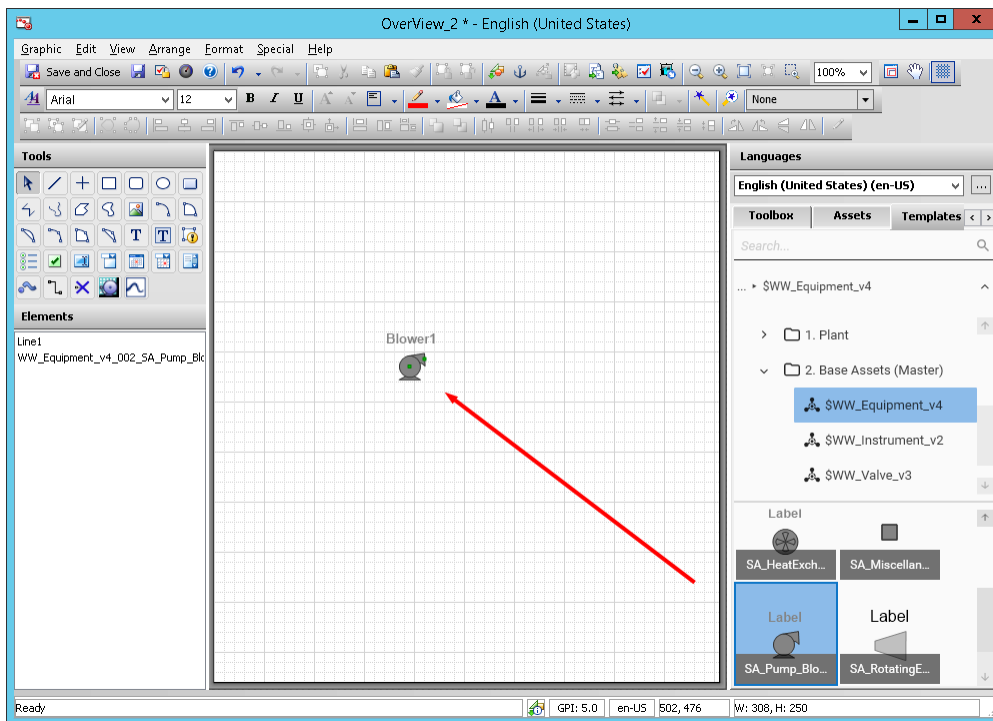 OverView_2 * - English (United States)
Graphic Edit View Arrange Format Special Help
Save and Close 100%
Arial 12 B I U A None
Tools
T T
Elements
Line1
WW_Equipment_v4_002_SA_Pump_Blc
Blower1
Languages
English (United States) (en-US) ...
Toolbox Assets Templates < >
Search...
... ▸ $WW_Equipment_v4
1. Plant
2. Base Assets (Master)
$WW_Equipment_v4
$WW_Instrument_v2
$WW_Valve_v3
Label
SA_HeatExch... SA_Miscellan...
Label Label
SA_Pump_Blo... SA_RotatingE...
Ready GPI: 5.0 en-US 502, 476 W: 308, H: 250